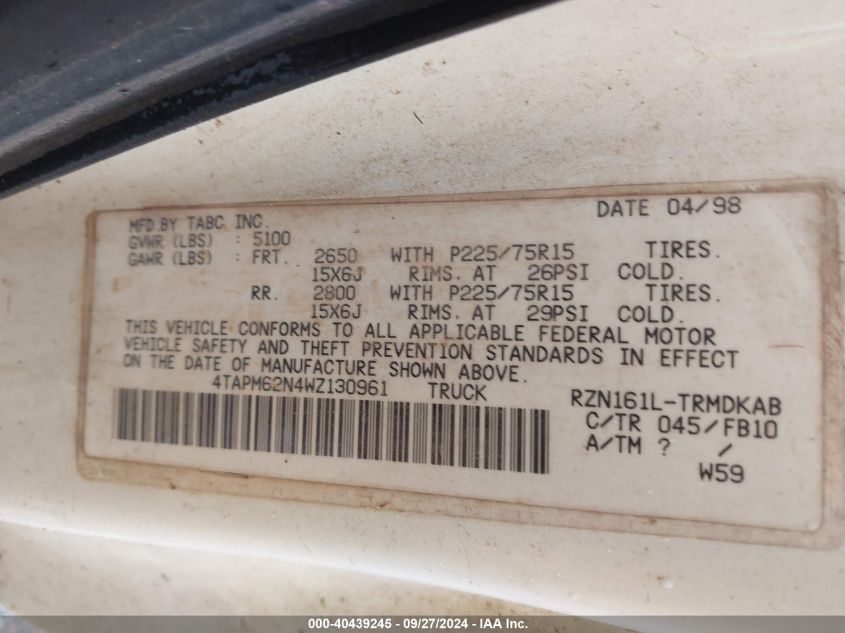 DATE 04/98
MFD.BY TABC, INC.
GVWR (LBS) : 5100
GAWR (LBS) : FRT. 2650 WITH P225/75R15 TIRES.
15X6J RIMS. AT 26PSI COLD.
RR. 2800 WITH P225/75R15 TIRES.
15X6J RIMS. AT 29PSI COLD.
THIS VEHICLE CONFORMS TO ALL APPLICABLE FEDERAL MOTOR
VEHICLE SAFETY AND THEFT PREVENTION STANDARDS IN EFFECT
ON THE DATE OF MANUFACTURE SHOWN ABOVE.
4TAPM62N4WZ130961 TRUCK
RZN161L-TRMDKAB
C/TR 045/FB10
A/TM ? /
W59
000-40439245 - 09/27/2024 - IAA Inc.